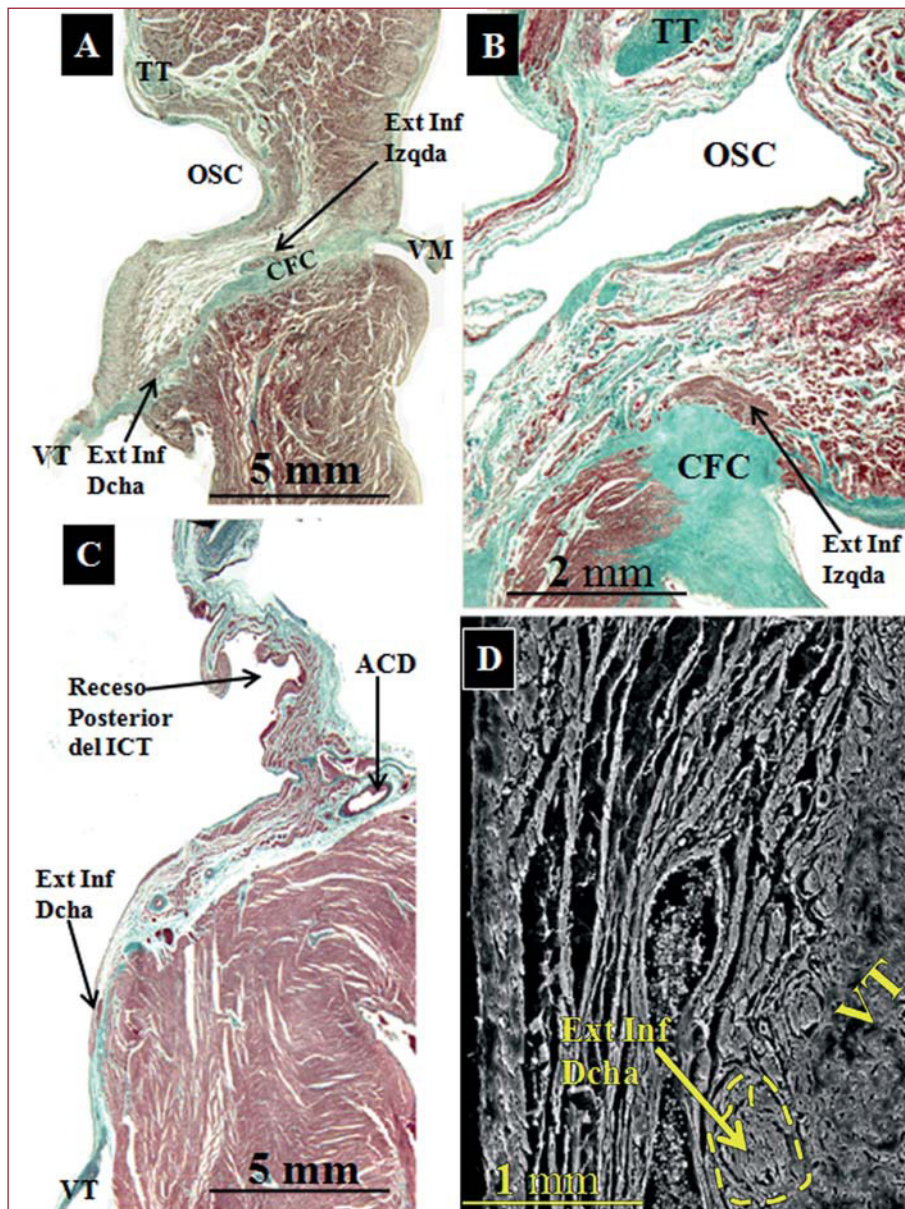 A
TT
Ext Inf
Izqda
OSC
CFC
VM
VT
Ext Inf
Dcha
5 mm
B
TT
OSC
CFC
Ext Inf
Izqda
2 mm
C
Receso
Posterior
del ICT
ACD
Ext Inf
Dcha
VT
5 mm
D
VT
Ext Inf
Dcha
1 mm